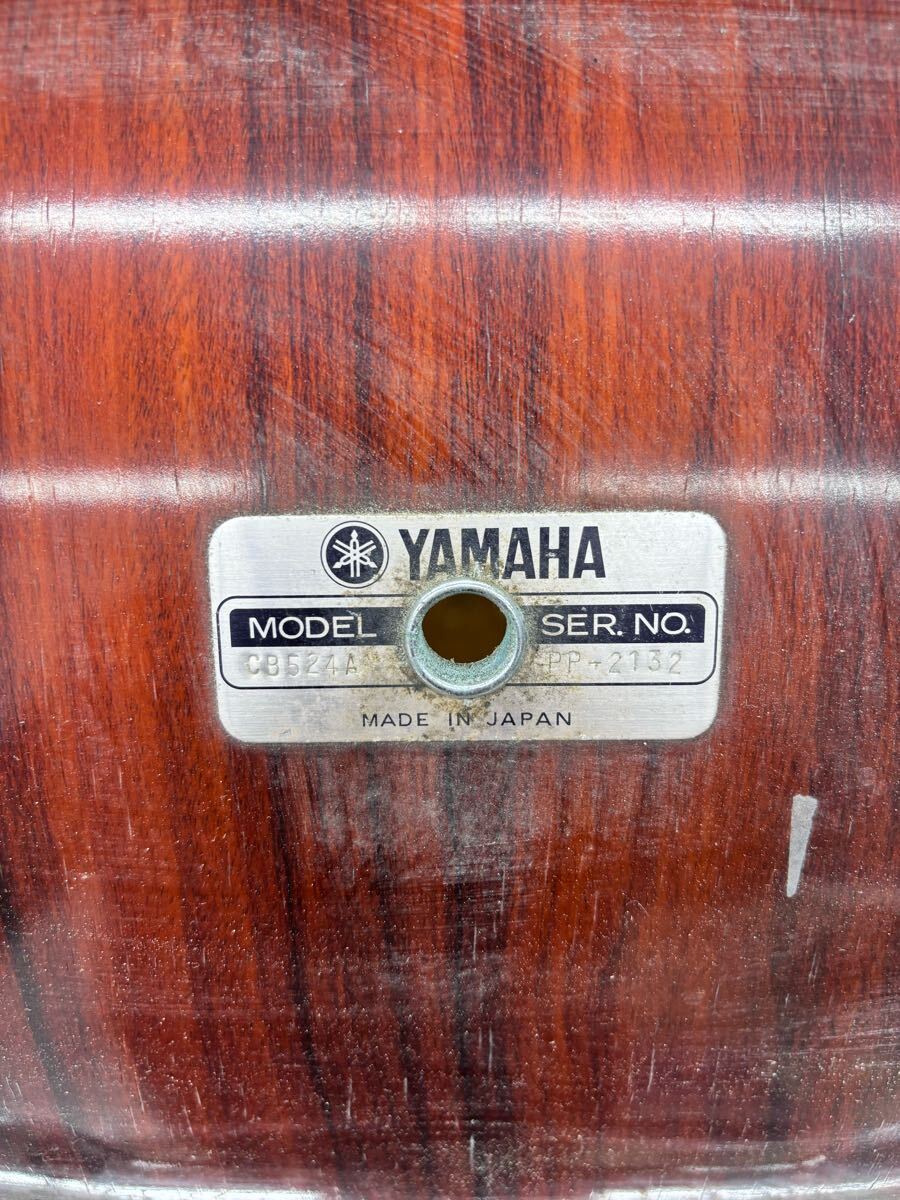 YAMAHA
MODEL SER. NO.
CB524A PP-2132
MADE IN JAPAN